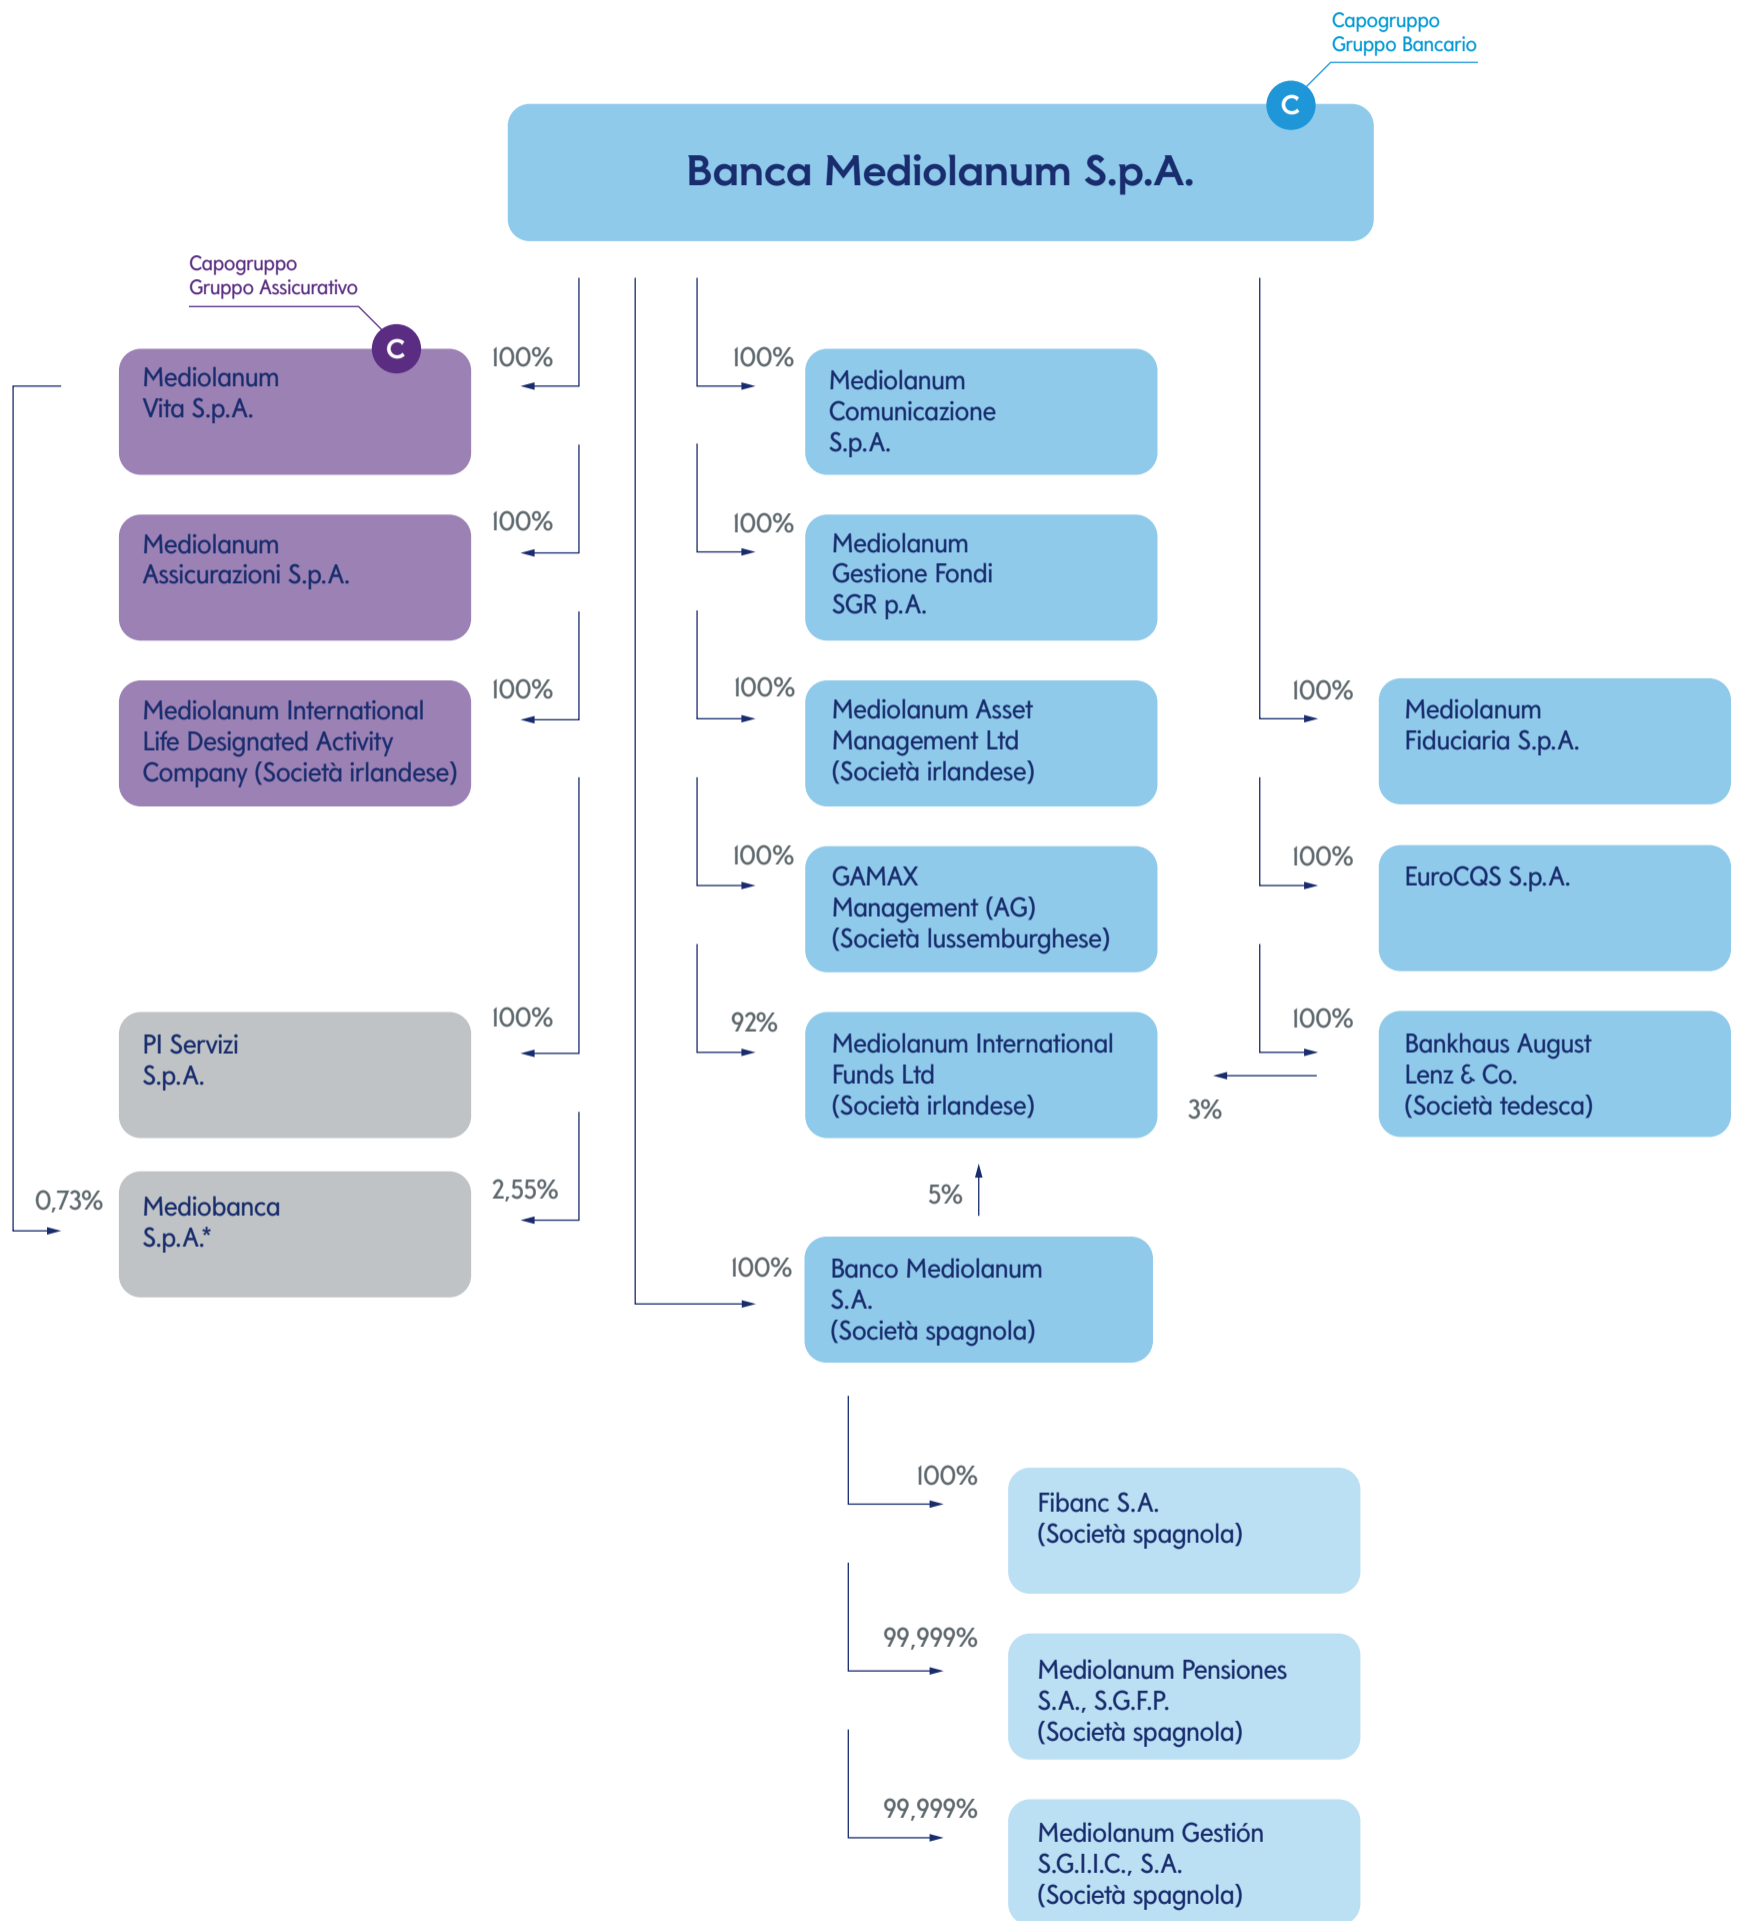 Capogruppo
Gruppo Bancario
C
Banca Mediolanum S.p.A.
Capogruppo
Gruppo Assicurativo
C
Mediolanum
Vita S.p.A.
100%
100%
Mediolanum
Comunicazione
S.p.A.
Mediolanum
Assicurazioni S.p.A.
100%
100%
Mediolanum
Gestione Fondi
SGR p.A.
Mediolanum International
Life Designated Activity
Company (Società irlandese)
100%
100%
Mediolanum Asset
Management Ltd
(Società irlandese)
100%
Mediolanum
Fiduciaria S.p.A.
100%
GAMAX
Management (AG)
(Società lussemburghese)
100%
EuroCQS S.p.A.
PI Servizi
S.p.A.
100%
92%
Mediolanum International
Funds Ltd
(Società irlandese)
100%
Bankhaus August
Lenz & Co.
(Società tedesca)
3%
0,73%
Mediobanca
S.p.A.*
2,55%
5%
100%
Banco Mediolanum
S.A.
(Società spagnola)
100%
Fibanc S.A.
(Società spagnola)
99,999%
Mediolanum Pensiones
S.A., S.G.F.P.
(Società spagnola)
99,999%
Mediolanum Gestión
S.G.I.I.C., S.A.
(Società spagnola)